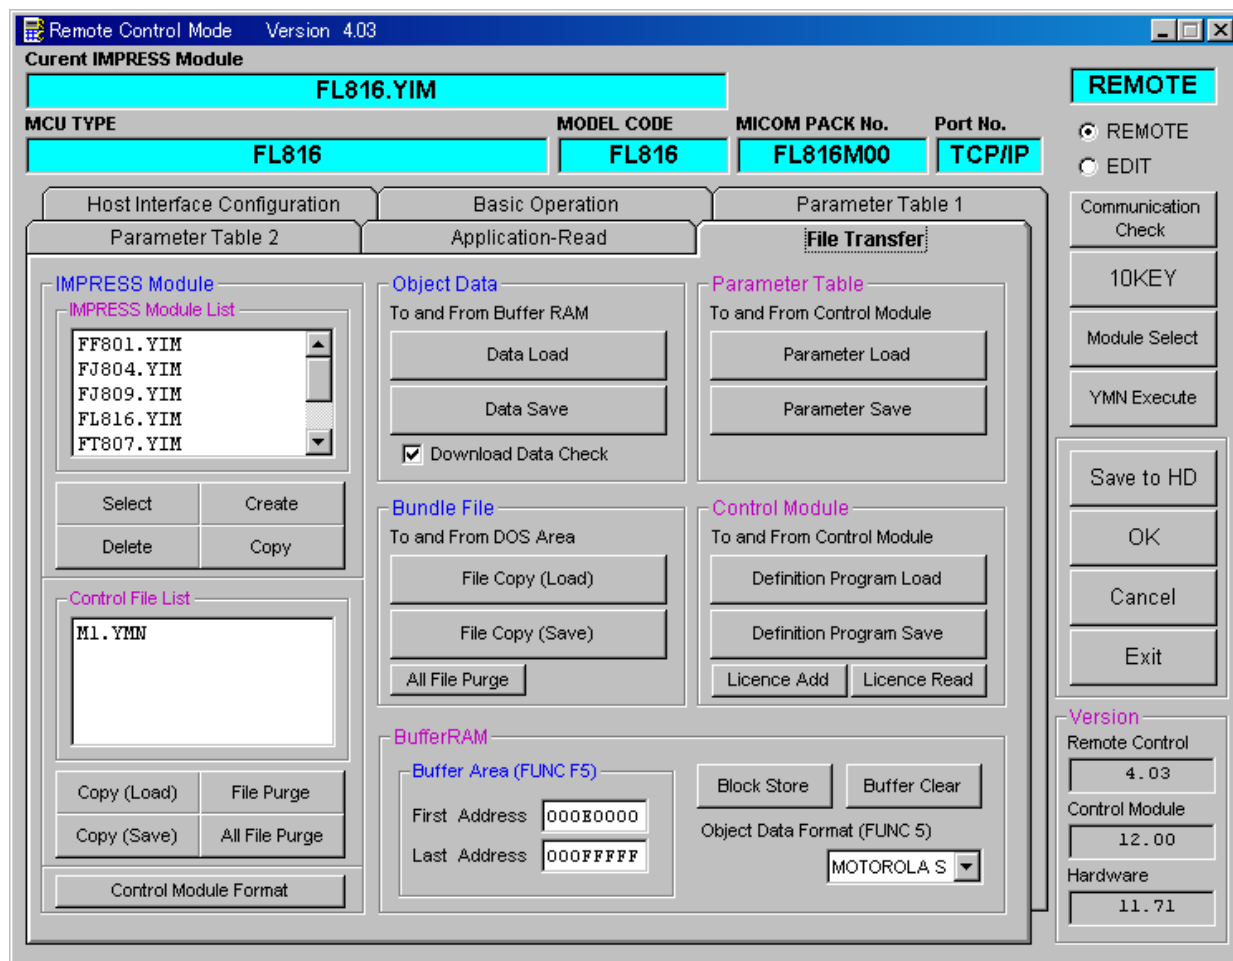 Remote Control Mode Version 4.03
Curent IMPRESS Module
FL816.YIM
REMOTE
MCU TYPE MODEL CODE MICOM PACK No. Port No.
FL816 FL816 FL816M00 TCP/IP
REMOTE
EDIT
Host Interface Configuration Basic Operation Parameter Table 1
Parameter Table 2 Application-Read File Transfer
IMPRESS Module
IMPRESS Module List
FF801.YIM
FJ804.YIM
FJ809.YIM
FL816.YIM
FT807.YIM
Select Create
Delete Copy
Control File List
M1.YMN
Copy (Load) File Purge
Copy (Save) All File Purge
Control Module Format
Object Data
To and From Buffer RAM
Data Load
Data Save
Download Data Check
Parameter Table
To and From Control Module
Parameter Load
Parameter Save
Bundle File
To and From DOS Area
File Copy (Load)
File Copy (Save)
All File Purge
Control Module
To and From Control Module
Definition Program Load
Definition Program Save
Licence Add Licence Read
BufferRAM
Buffer Area (FUNC F5)
First Address 000E0000
Last Address 000FFFFF
Block Store Buffer Clear
Object Data Format (FUNC 5)
MOTOROLA S
Communication
Check
10KEY
Module Select
YMN Execute
Save to HD
OK
Cancel
Exit
Version
Remote Control
4.03
Control Module
12.00
Hardware
11.71